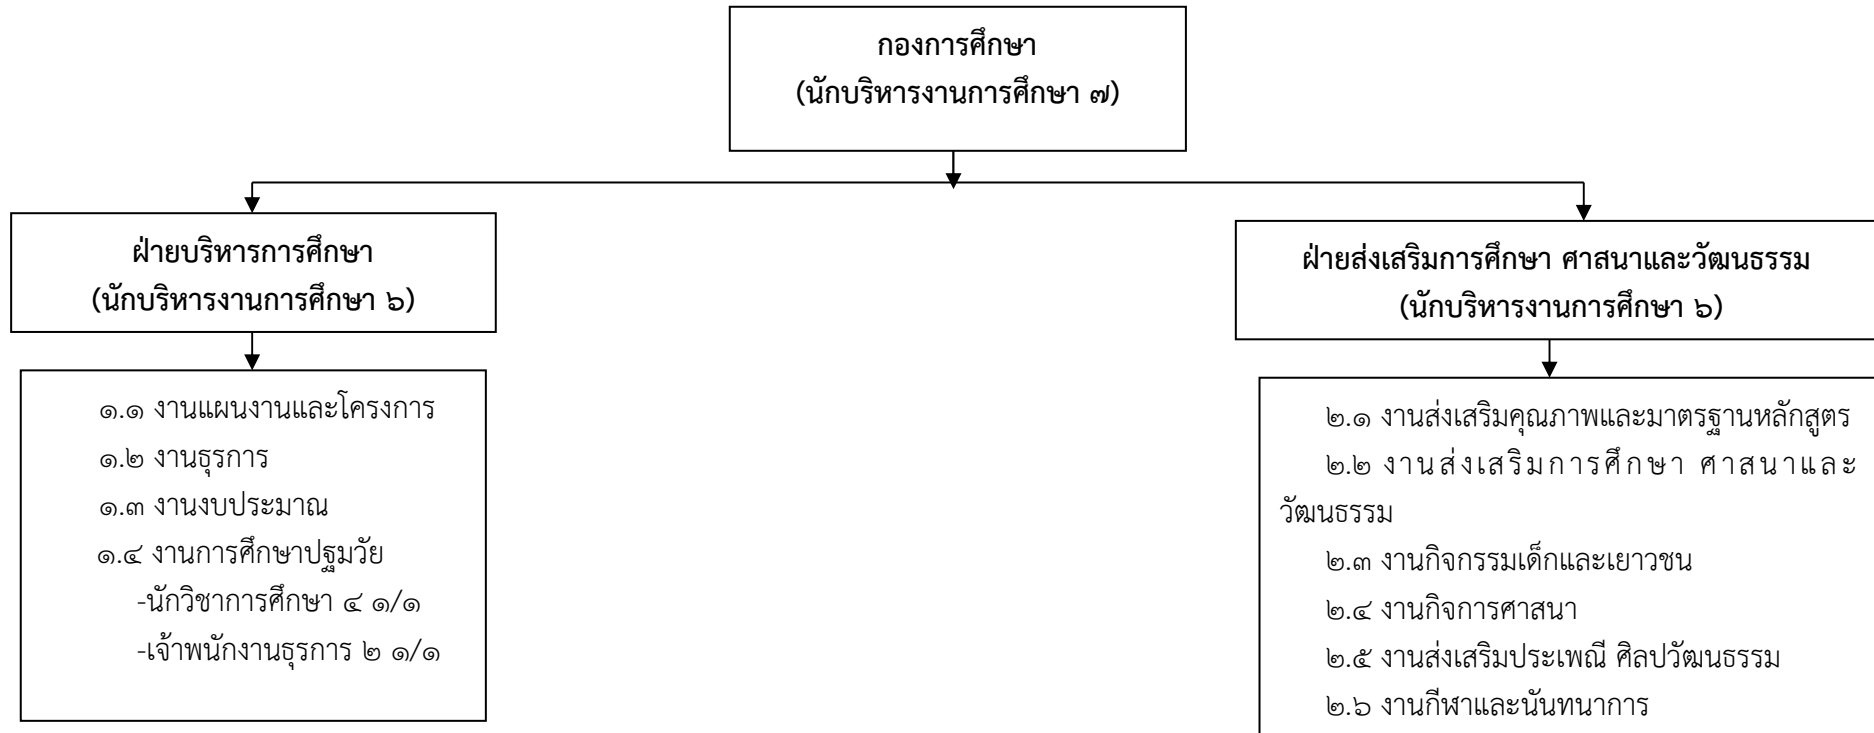 กองการศึกษา
(นักบริหารงานการศึกษา ๗)
ฝ่ายบริหารการศึกษา
(นักบริหารงานการศึกษา ๖)
๑.๑ งานแผนงานและโครงการ
๑.๒ งานธุรการ
๑.๓ งานงบประมาณ
๑.๔ งานการศึกษาปฐมวัย
-นักวิชาการศึกษา ๔ ๑/๑
-เจ้าพนักงานธุรการ ๒ ๑/๑
ฝ่ายส่งเสริมการศึกษา ศาสนาและวัฒนธรรม
(นักบริหารงานการศึกษา ๖)
๒.๑ งานส่งเสริมคุณภาพและมาตรฐานหลักสูตร
๒.๒ งานส่งเสริมการศึกษา ศาสนาและ
วัฒนธรรม
๒.๓ งานกิจกรรมเด็กและเยาวชน
๒.๔ งานกิจการศาสนา
๒.๕ งานส่งเสริมประเพณี ศิลปวัฒนธรรม
๒.๖ งานกีฬาและนันทนาการ